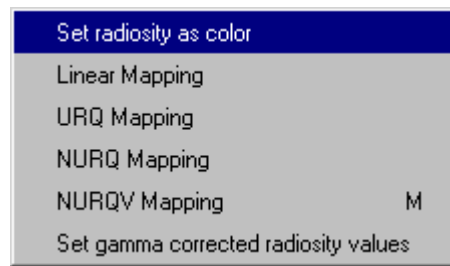 Set radiosity as color
Linear Mapping
URQ Mapping
NURQ Mapping
NURQV Mapping M
Set gamma corrected radiosity values